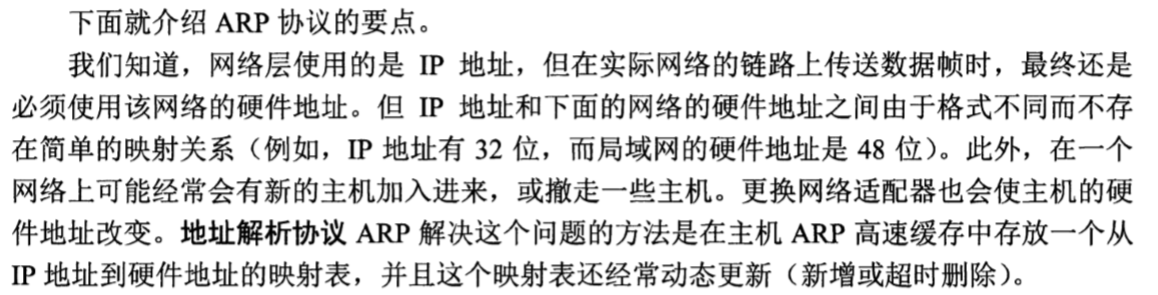 下面就介绍 ARP 协议的要点。
我们知道，网络层使用的是 IP 地址，但在实际网络的链路上传送数据帧时，最终还是
必须使用该网络的硬件地址。但 IP 地址和下面的网络的硬件地址之间由于格式不同而不存
在简单的映射关系（例如，IP 地址有 32 位，而局域网的硬件地址是 48 位）。此外，在一个
网络上可能经常会有新的主机加入进来，或撤走一些主机。更换网络适配器也会使主机的硬
件地址改变。地址解析协议 ARP 解决这个问题的方法是在主机 ARP 高速缓存中存放一个从
IP 地址到硬件地址的映射表，并且这个映射表还经常动态更新（新增或超时删除）。